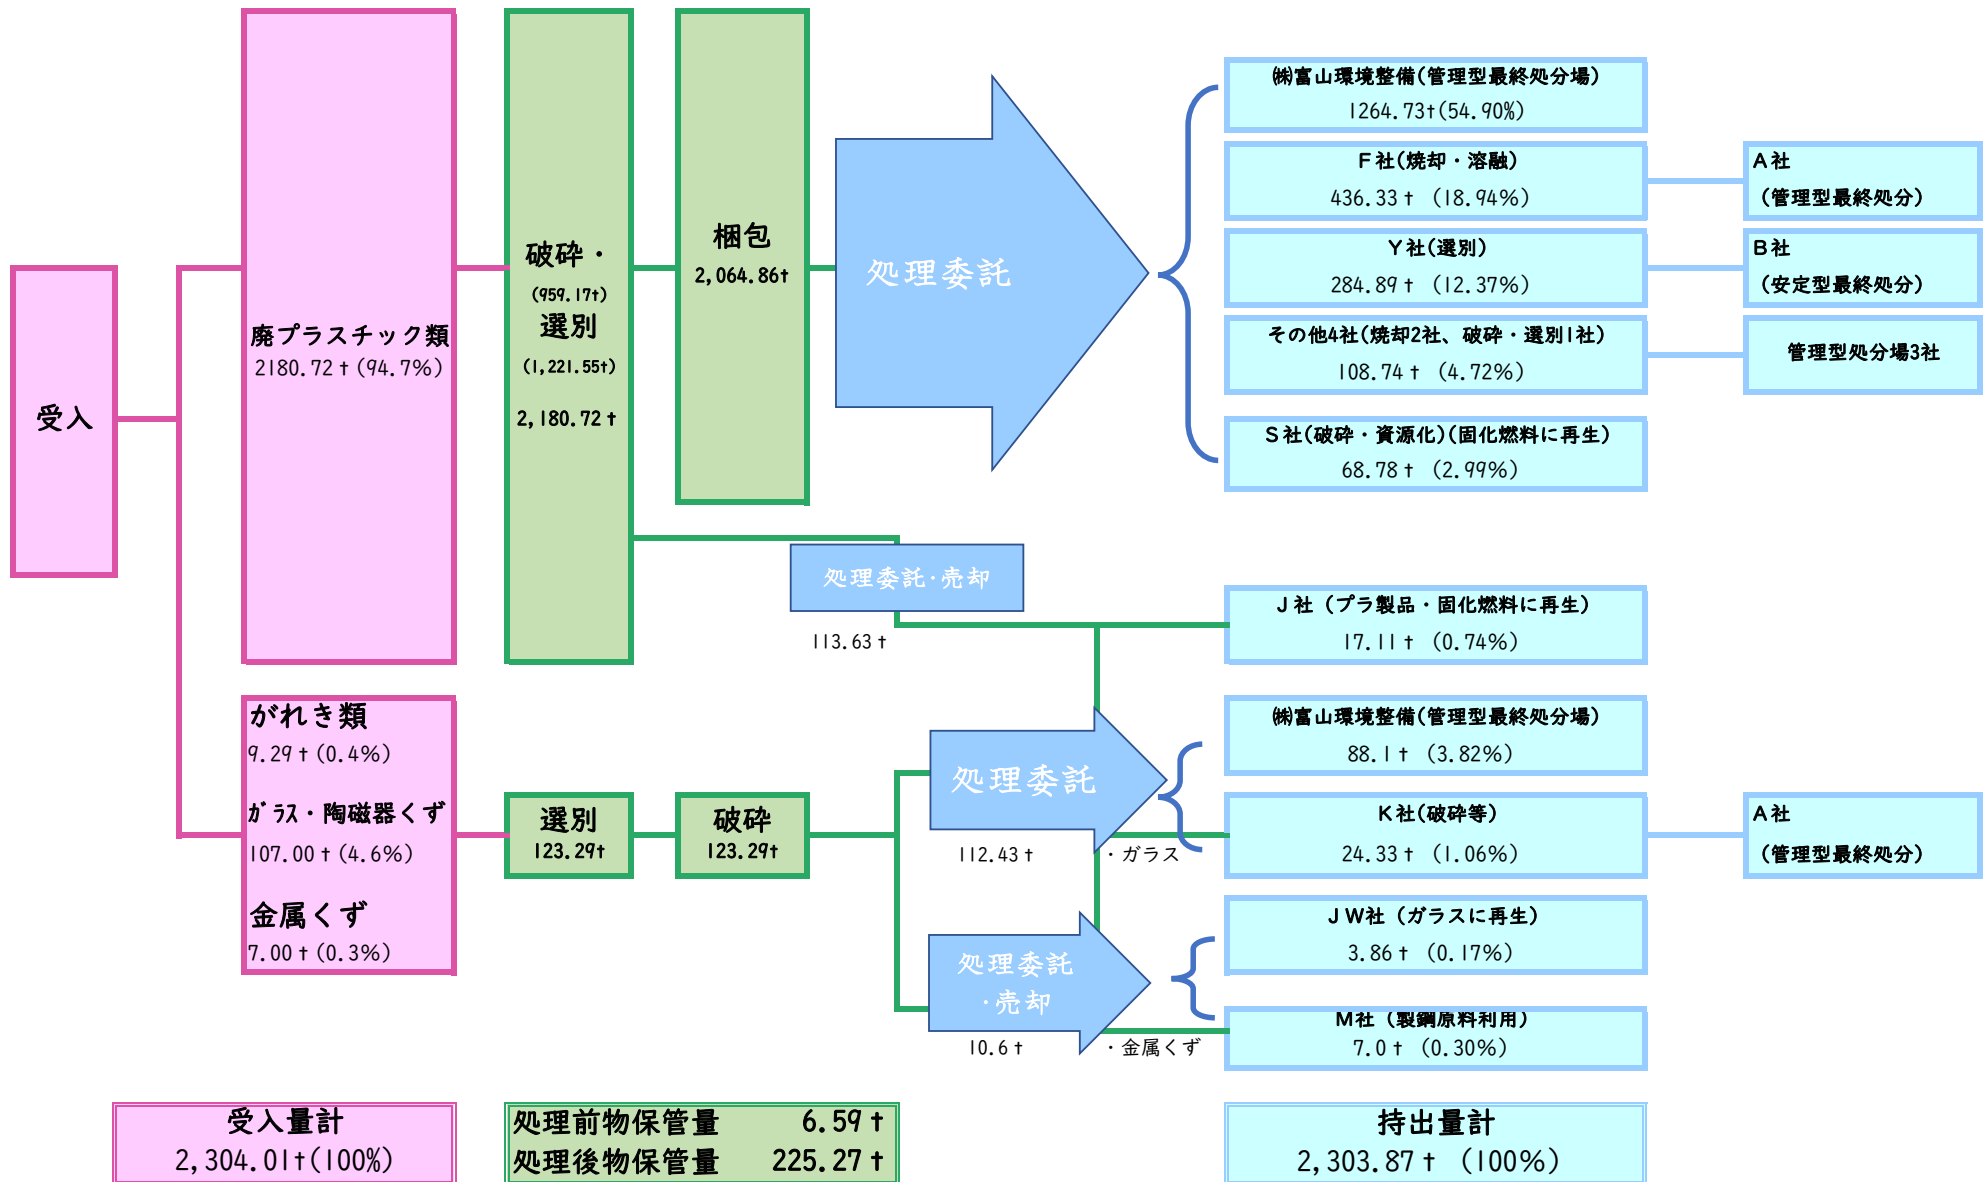 受入
廃プラスチック類
2180.72ｔ(94.7%)
がれき類
9.29ｔ(0.4%)
ｶﾞﾗｽ・陶磁器くず
107.00ｔ(4.6%)
金属くず
7.00ｔ(0.3%)
破砕・
(959.17t)
選別
(1,221.55t)
2,180.72ｔ
梱包
2,064.86t
処理委託
㈱富山環境整備(管理型最終処分場)
1264.73t(54.90%)
Ｆ社(焼却・溶融)
436.33ｔ (18.94%)
Ａ社
(管理型最終処分)
Ｙ社(選別)
284.89ｔ (12.37%)
Ｂ社
(安定型最終処分)
その他4社(焼却2社、破砕・選別1社)
108.74ｔ (4.72%)
管理型処分場3社
Ｓ社(破砕・資源化)(固化燃料に再生)
68.78ｔ (2.99%)
処理委託・売却
113.63ｔ
Ｊ社 (プラ製品・固化燃料に再生)
17.11ｔ (0.74%)
選別
123.29t
破砕
123.29t
処理委託
112.43ｔ
・ガラス
㈱富山環境整備(管理型最終処分場)
88.1ｔ (3.82%)
Ｋ社(破砕等)
24.33ｔ (1.06%)
Ａ社
(管理型最終処分)
処理委託
・売却
10.6ｔ
・金属くず
ＪＷ社 (ガラスに再生)
3.86ｔ (0.17%)
Ｍ社 (製鋼原料利用)
7.0ｔ (0.30%)
受入量計
2,304.01t(100%)
処理前物保管量 6.59ｔ
処理後物保管量 225.27ｔ
持出量計
2,303.87ｔ (100%)